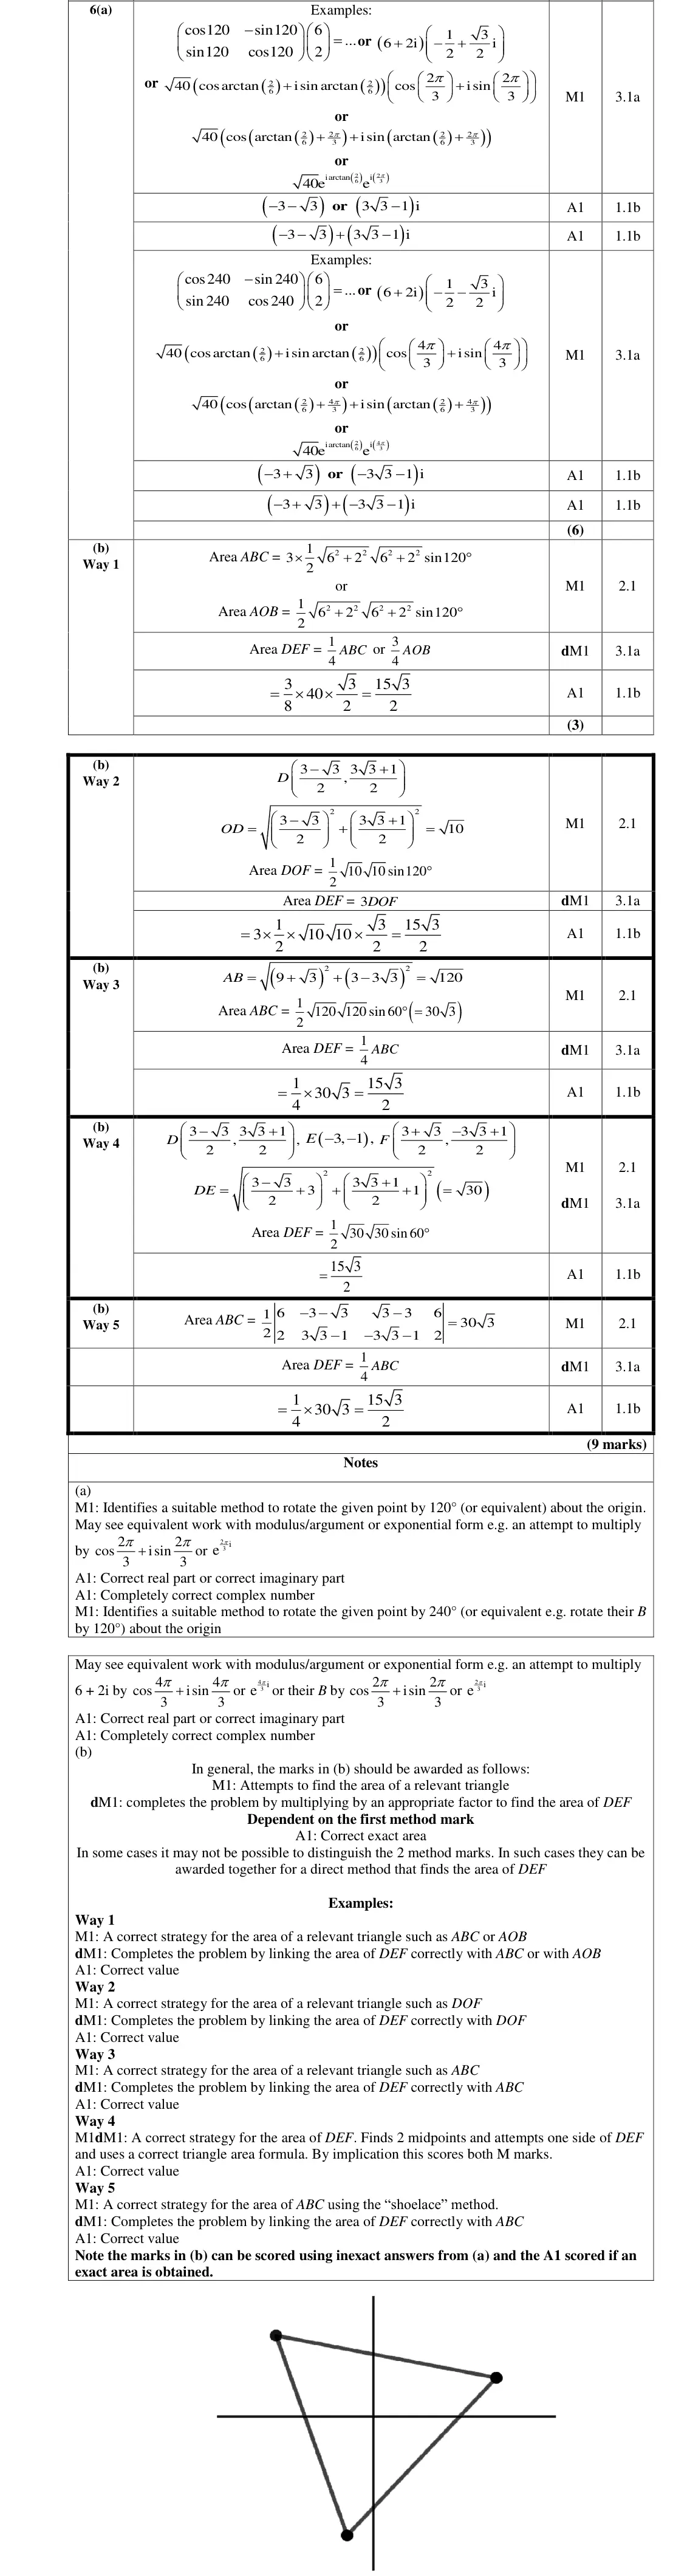 6(a)
Examples:
(cos120 −sin120; sin120 cos120)(6; 2) = ... or (6 + 2i)(−1/2 + √3/2 i)
or √40(cos arctan(2/6) + i sin arctan(2/6))(cos(2π/3) + i sin(2π/3))
or
√40(cos(arctan(2/6) + 2π/3) + i sin(arctan(2/6) + 2π/3))
or
√40e^(i arctan(2/6))e^(i(2π/3))
M1 3.1a
(−3 − √3) or (3√3 − 1)i A1 1.1b
(−3 − √3) + (3√3 − 1)i A1 1.1b
Examples:
(cos240 −sin240; sin240 cos240)(6; 2) = ... or (6 + 2i)(−1/2 − √3/2 i)
or
√40(cos arctan(2/6) + i sin arctan(2/6))(cos(4π/3) + i sin(4π/3))
or
√40(cos(arctan(2/6) + 4π/3) + i sin(arctan(2/6) + 4π/3))
or
√40e^(i arctan(2/6))e^(i(4π/3))
M1 3.1a
(−3 + √3) or (−3√3 − 1)i A1 1.1b
(−3 + √3) + (−3√3 − 1)i A1 1.1b
(6)
(b)
Way 1
Area ABC = 3 × 1/2 √(6² + 2²) √(6² + 2²) sin120°
or
Area AOB = 1/2 √(6² + 2²) √(6² + 2²) sin120°
M1 2.1
Area DEF = 1/4 ABC or 3/4 AOB dM1 3.1a
= 3/8 × 40 × √3/2 = 15√3/2 A1 1.1b
(3)
(b)
Way 2
D((3 − √3)/2, (3√3 + 1)/2)
OD = √(((3 − √3)/2)² + ((3√3 + 1)/2)²) = √10
Area DOF = 1/2 √10 √10 sin120°
M1 2.1
Area DEF = 3DOF dM1 3.1a
= 3 × 1/2 × √10 √10 × √3/2 = 15√3/2 A1 1.1b
(b)
Way 3
AB = √((9 + √3)² + (3 − 3√3)²) = √120
Area ABC = 1/2 √120 √120 sin60° (= 30√3)
M1 2.1
Area DEF = 1/4 ABC dM1 3.1a
= 1/4 × 30√3 = 15√3/2 A1 1.1b
(b)
Way 4
D((3 − √3)/2, (3√3 + 1)/2), E(−3, −1), F((3 + √3)/2, (−3√3 + 1)/2)
DE = √(((3 − √3)/2 + 3)² + ((3√3 + 1)/2 + 1)²) (= √30)
Area DEF = 1/2 √30 √30 sin60°
M1 2.1
dM1 3.1a
= 15√3/2 A1 1.1b
(b)
Way 5
Area ABC = 1/2 |6 −3 − √3 √3 − 3 6; 2 3√3 − 1 −3√3 − 1 2| = 30√3 M1 2.1
Area DEF = 1/4 ABC dM1 3.1a
= 1/4 × 30√3 = 15√3/2 A1 1.1b
(9 marks)
Notes
(a)
M1: Identifies a suitable method to rotate the given point by 120° (or equivalent) about the origin.
May see equivalent work with modulus/argument or exponential form e.g. an attempt to multiply
by cos 2π/3 + i sin 2π/3 or e^(2π/3 i)
A1: Correct real part or correct imaginary part
A1: Completely correct complex number
M1: Identifies a suitable method to rotate the given point by 240° (or equivalent e.g. rotate their B
by 120°) about the origin
May see equivalent work with modulus/argument or exponential form e.g. an attempt to multiply
6 + 2i by cos 4π/3 + i sin 4π/3 or e^(4π/3 i) or their B by cos 2π/3 + i sin 2π/3 or e^(2π/3 i)
A1: Correct real part or correct imaginary part
A1: Completely correct complex number
(b)
In general, the marks in (b) should be awarded as follows:
M1: Attempts to find the area of a relevant triangle
dM1: completes the problem by multiplying by an appropriate factor to find the area of DEF
Dependent on the first method mark
A1: Correct exact area
In some cases it may not be possible to distinguish the 2 method marks. In such cases they can be
awarded together for a direct method that finds the area of DEF
Examples:
Way 1
M1: A correct strategy for the area of a relevant triangle such as ABC or AOB
dM1: Completes the problem by linking the area of DEF correctly with ABC or with AOB
A1: Correct value
Way 2
M1: A correct strategy for the area of a relevant triangle such as DOF
dM1: Completes the problem by linking the area of DEF correctly with DOF
A1: Correct value
Way 3
M1: A correct strategy for the area of a relevant triangle such as ABC
dM1: Completes the problem by linking the area of DEF correctly with ABC
A1: Correct value
Way 4
M1dM1: A correct strategy for the area of DEF. Finds 2 midpoints and attempts one side of DEF
and uses a correct triangle area formula. By implication this scores both M marks.
A1: Correct value
Way 5
M1: A correct strategy for the area of ABC using the “shoelace” method.
dM1: Completes the problem by linking the area of DEF correctly with ABC
A1: Correct value
Note the marks in (b) can be scored using inexact answers from (a) and the A1 scored if an
exact area is obtained.